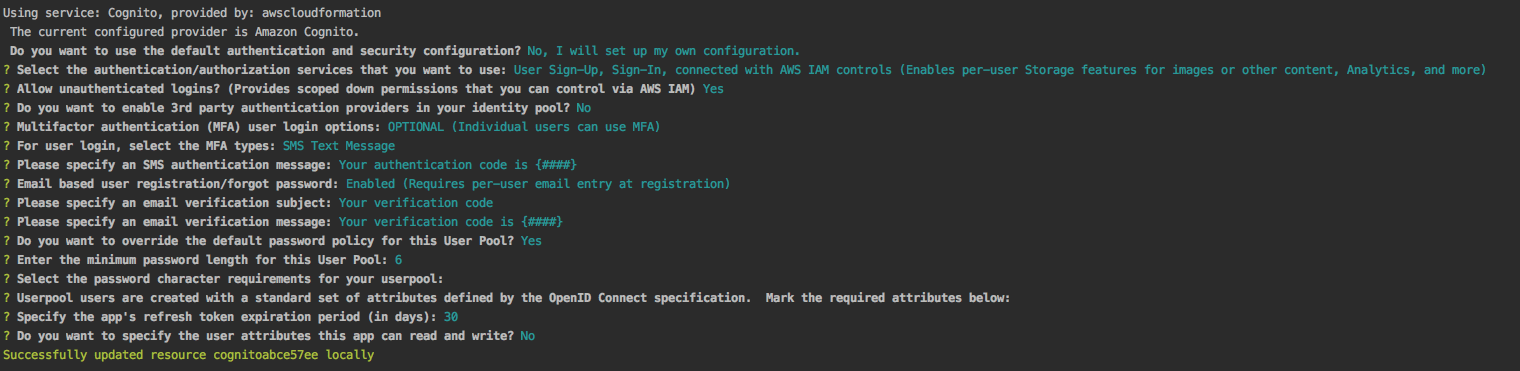 Using service: Cognito, provided by: awscloudformation
The current configured provider is Amazon Cognito.
Do you want to use the default authentication and security configuration? No, I will set up my own configuration.
? Select the authentication/authorization services that you want to use: User Sign-Up, Sign-In, connected with AWS IAM controls (Enables per-user Storage features for images or other content, Analytics, and more)
? Allow unauthenticated logins? (Provides scoped down permissions that you can control via AWS IAM) Yes
? Do you want to enable 3rd party authentication providers in your identity pool? No
? Multifactor authentication (MFA) user login options: OPTIONAL (Individual users can use MFA)
? For user login, select the MFA types: SMS Text Message
? Please specify an SMS authentication message: Your authentication code is {####}
? Email based user registration/forgot password: Enabled (Requires per-user email entry at registration)
? Please specify an email verification subject: Your verification code
? Please specify an email verification message: Your verification code is {####}
? Do you want to override the default password policy for this User Pool? Yes
? Enter the minimum password length for this User Pool: 6
? Select the password character requirements for your userpool:
? Userpool users are created with a standard set of attributes defined by the OpenID Connect specification.  Mark the required attributes below:
? Specify the app's refresh token expiration period (in days): 30
? Do you want to specify the user attributes this app can read and write? No
Successfully updated resource cognitoabce57ee locally